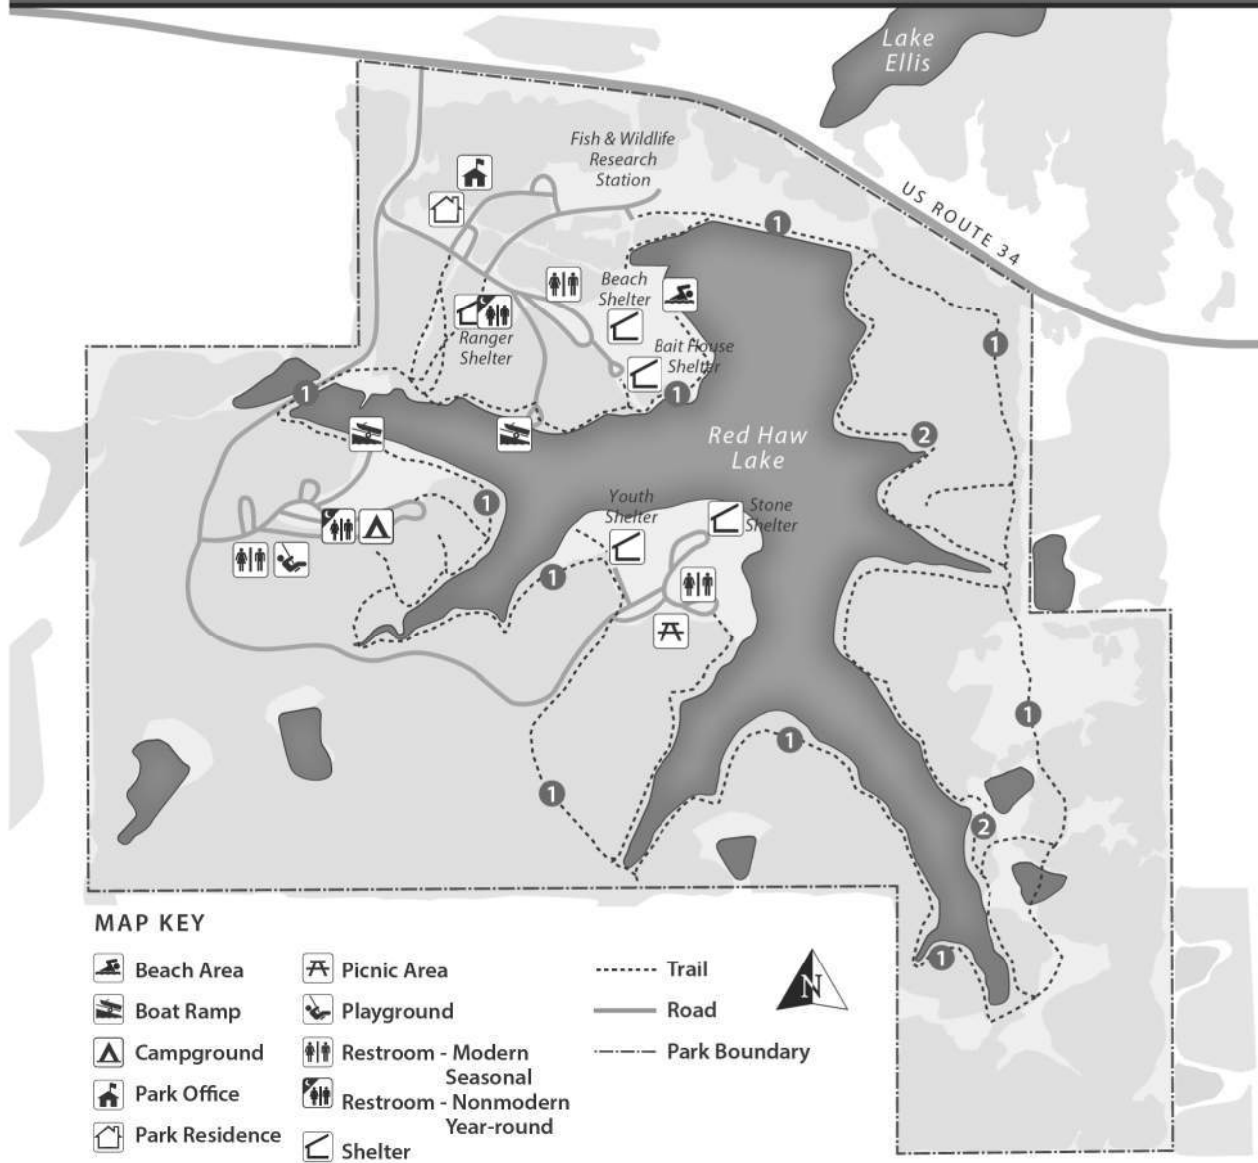 Lake
Ellis
Fish & Wildlife
Research
Station
US ROUTE 34
1
1
Beach
Shelter
Ranger
Shelter
Bait House
Shelter
1
1
2
Red Haw
Lake
Youth
Shelter
Stone
Shelter
1
1
1
1
1
2
1
MAP KEY
Beach Area
Boat Ramp
Campground
Park Office
Park Residence
Picnic Area
Playground
Restroom - Modern
Seasonal
Restroom - Nonmodern
Year-round
Shelter
Trail
Road
Park Boundary
N